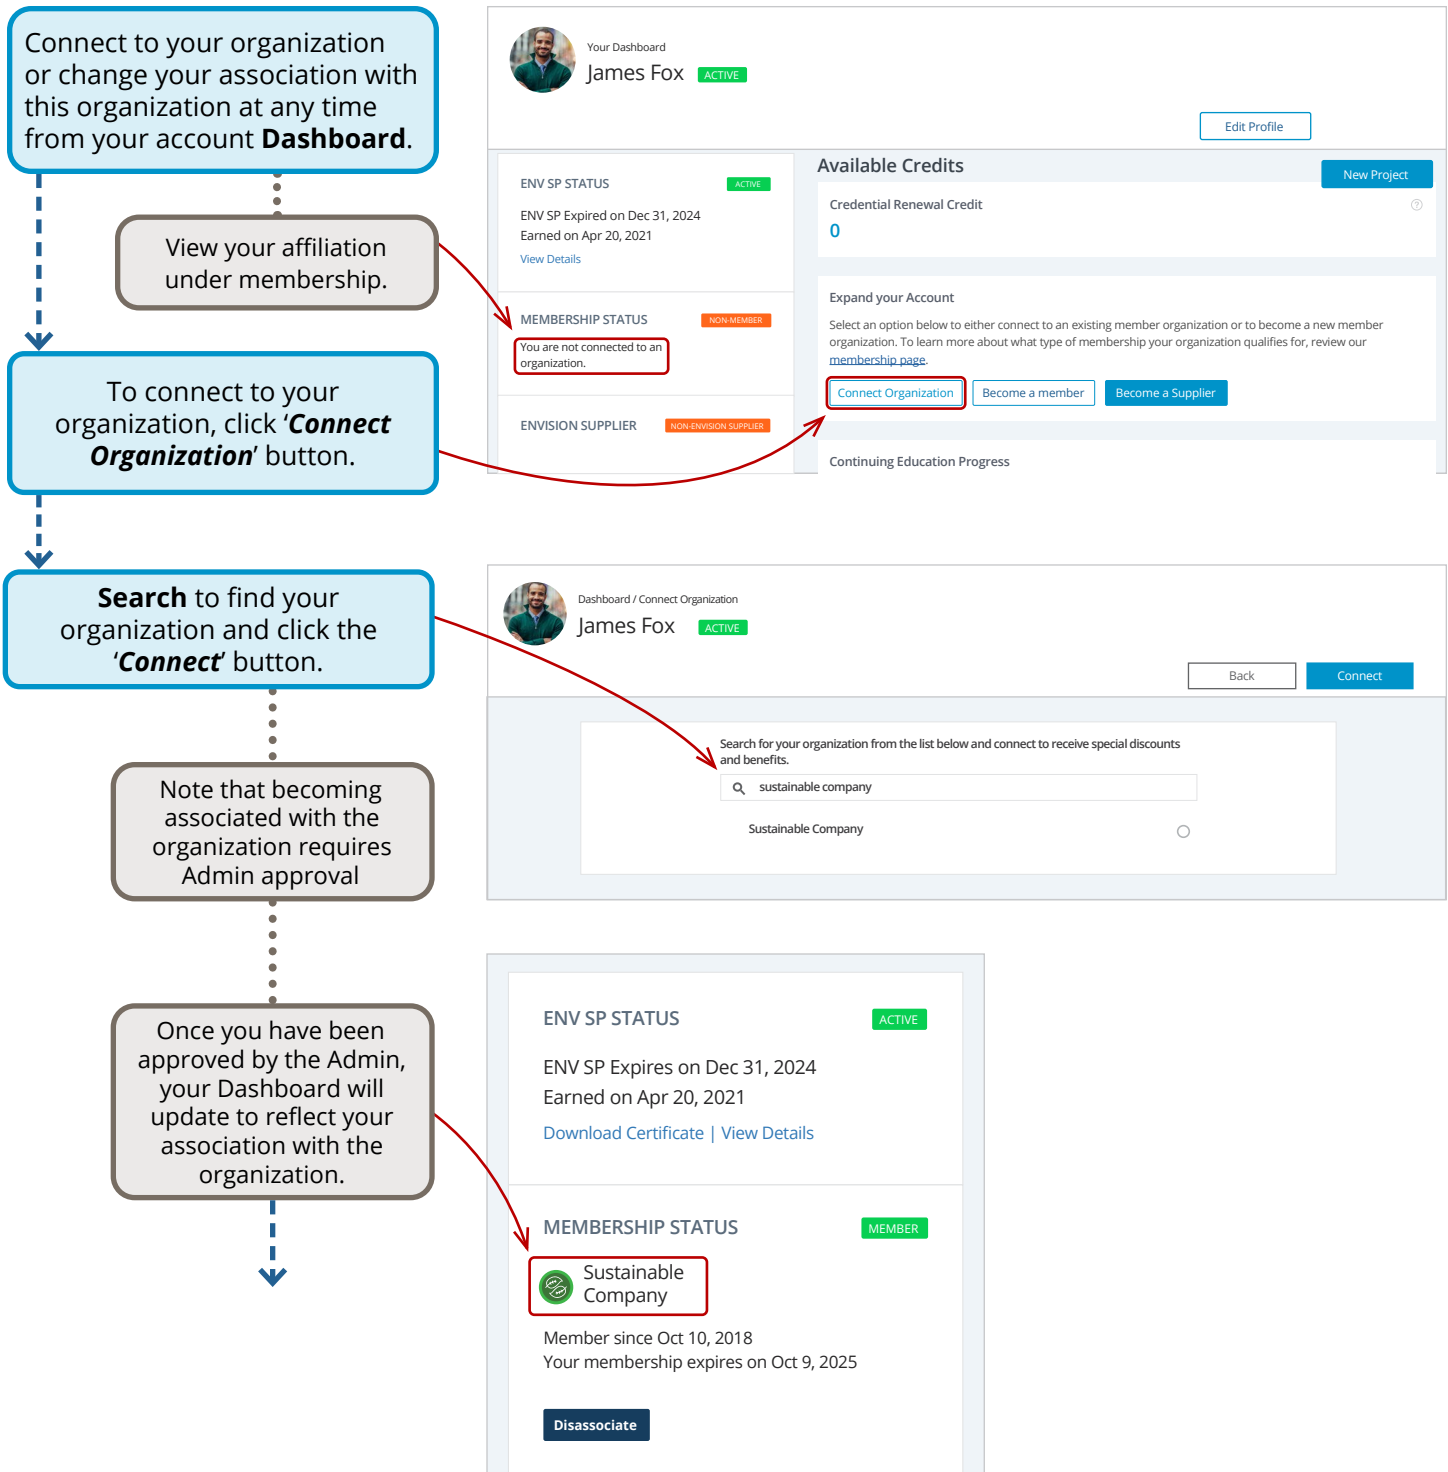 Connect to your organization
or change your association with
this organization at any time
from your account Dashboard.
View your affiliation
under membership.
To connect to your
organization, click ‘Connect
Organization’ button.
Search to find your
organization and click the
‘Connect’ button.
Note that becoming
associated with the
organization requires
Admin approval
Once you have been
approved by the Admin,
your Dashboard will
update to reflect your
association with the
organization.
Your Dashboard
James Fox ACTIVE
Edit Profile
ENV SP STATUS ACTIVE
ENV SP Expired on Dec 31, 2024
Earned on Apr 20, 2021
View Details
MEMBERSHIP STATUS NON-MEMBER
You are not connected to an
organization.
ENVISION SUPPLIER NON-ENVISION SUPPLIER
Available Credits
New Project
Credential Renewal Credit ?
0
Expand your Account
Select an option below to either connect to an existing member organization or to become a new member
organization. To learn more about what type of membership your organization qualifies for, review our
membership page.
Connect Organization Become a member Become a Supplier
Continuing Education Progress
Dashboard / Connect Organization
James Fox ACTIVE
Back Connect
Search for your organization from the list below and connect to receive special discounts
and benefits.
sustainable company
Sustainable Company
ENV SP STATUS ACTIVE
ENV SP Expires on Dec 31, 2024
Earned on Apr 20, 2021
Download Certificate | View Details
MEMBERSHIP STATUS MEMBER
Sustainable
Company
Member since Oct 10, 2018
Your membership expires on Oct 9, 2025
Disassociate